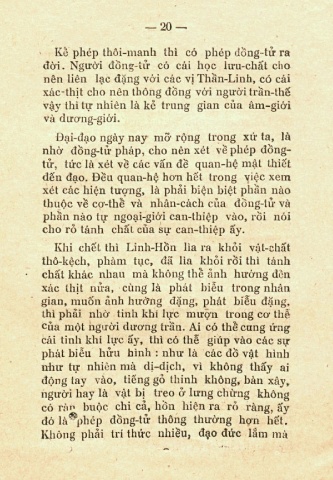 — 20 —
Kề phép thôi-manh thì có phép đồng-tử ra
đời. Người đồng-tử có cái học lưu-chất cho
nên liên lạc đặng với các vị Thần-Linh, có cái
xác-thịt cho nên thông đồng với người trần-thế
vậy thì tự nhiên là kẻ trung gian của âm-giới
và dương-giới.
Đại-đạo ngày nay mở rộng trong xứ ta, là
nhờ đồng-tử pháp, cho nên xét về phép đồng-
tử, tức là xét về các vấn đề quan-hệ mật thiết
đến đạo. Đều quan-hệ hơn hết trong việc xem
xét các hiện tượng, là phải biện biệt phần nào
thuộc về cơ-thể và nhân-cách của đồng-tử và
phần nào tự ngoại-giới can-thiệp vào, rồi nói
cho rỏ tánh chất của sự can-thiệp ấy.
Khi chết thì Linh-Hồn lìa ra khỏi vật-chất
thô-kệch, phàm tục, đã lìa khỏi rồi thì tánh
chất khác nhau mà không thể ảnh hưởng đến
xác thịt nửa, cùng là phát biểu trong nhân
gian, muốn ảnh hưởng đặng, phát biểu đặng,
thì phải nhờ tinh khí lực mượn trong cơ thể
của một người dương trần. Ai có thể cung ứng
cái tinh khí lực ấy, thì có thể giúp vào các sự
phát biểu hửu hình : như là các đồ vật hình
như tự nhiên mà dị-dịch, vì không thấy ai
động tay vào, tiếng gỏ thinh không, bàn xây,
người hay là vật bị treo ở lưng chừng không
có ràn buộc chi cả, hồn hiện ra rỏ ràng, ấy
đó là phép đồng-tử thông thường hợn hết.
Không phải trí thức nhiều, đạo đức lắm mà